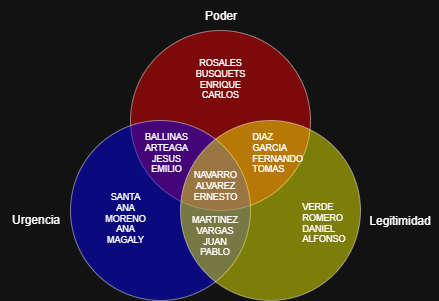 Poder
ROSALES
BUSQUETS
ENRIQUE
CARLOS
BALLINAS
ARTEAGA
JESUS
EMILIO
DIAZ
GARCIA
FERNANDO
TOMAS
NAVARRO
ALVAREZ
ERNESTO
Urgencia
SANTA
ANA
MORENO
ANA
MAGALY
MARTINEZ
VARGAS
JUAN
PABLO
VERDE
ROMERO
DANIEL
ALFONSO
Legitimidad